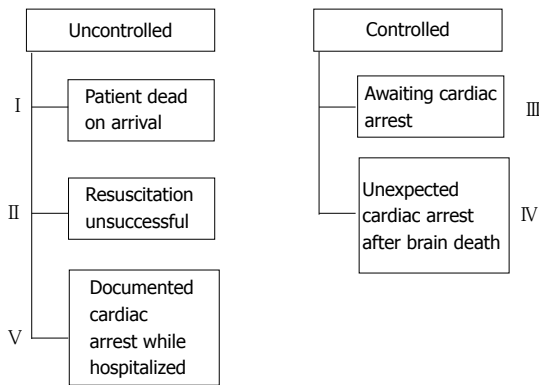 Uncontrolled
I
Patient dead
on arrival
II
Resuscitation
unsuccessful
V
Documented
cardiac
arrest while
hospitalized
Controlled
Awaiting cardiac
arrest
III
Unexpected
cardiac arrest
after brain death
IV